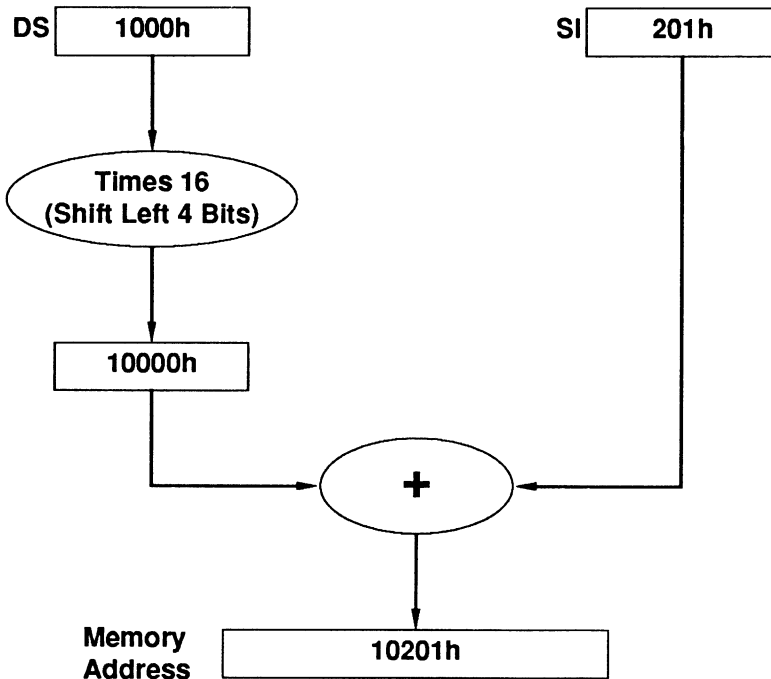 DS 1000h
SI 201h
Times 16
(Shift Left 4 Bits)
10000h
+
Memory
Address
10201h